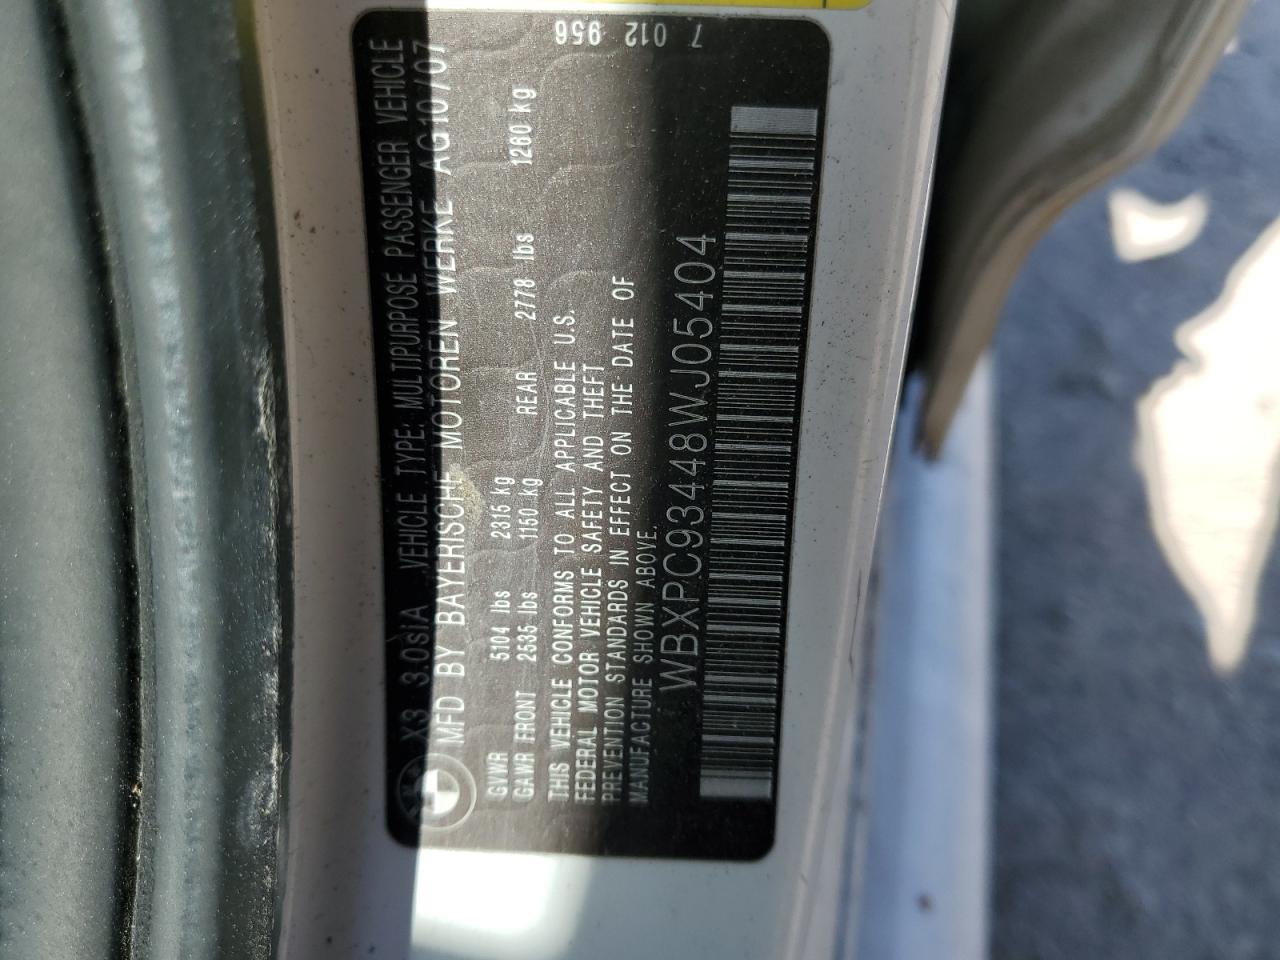 X3 3.0SIA VEHICLE TYPE: MULTIPURPOSE PASSENGER VEHICLE
MFD BY BAYERISCHE MOTOREN WERKE AG 10/07
GVWR 5104 lbs 2315 kg
GAWR FRONT 2535 lbs 1150 kg REAR 2778 lbs 1260 kg
THIS VEHICLE CONFORMS TO ALL APPLICABLE U.S.
FEDERAL MOTOR VEHICLE SAFETY AND THEFT
PREVENTION STANDARDS IN EFFECT ON THE DATE OF
MANUFACTURE SHOWN ABOVE.
WBXPC93448WJ05404
7 012 956